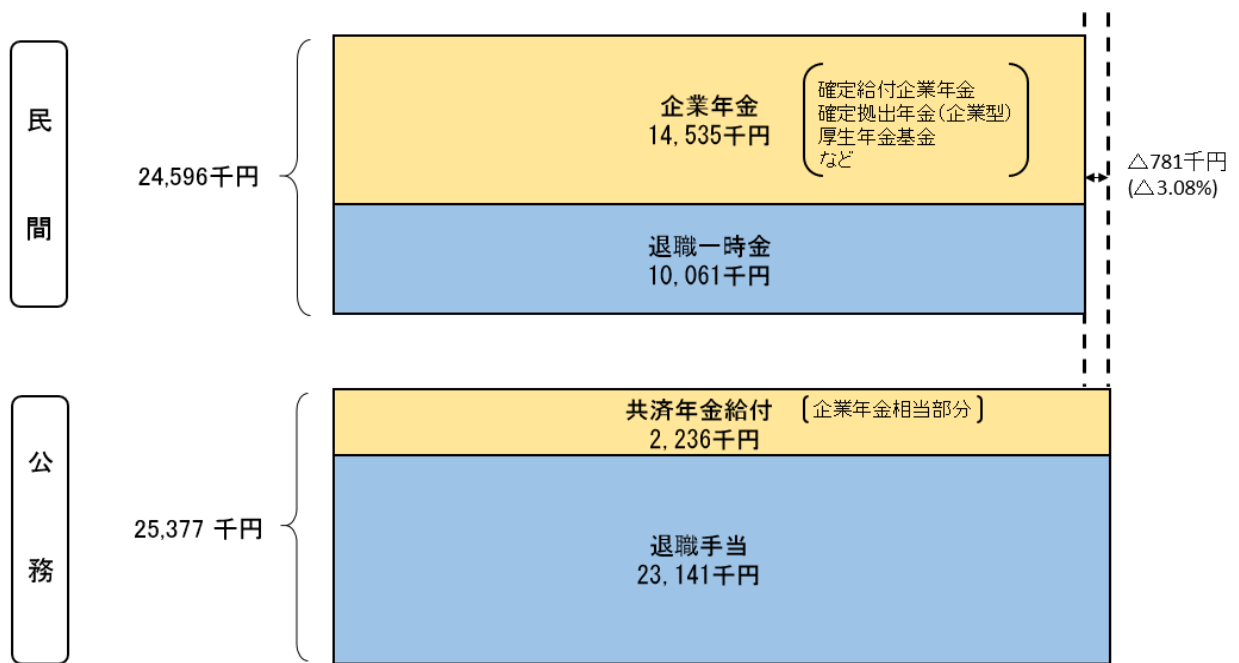 民間
24,596千円
企業年金
14,535千円
確定給付企業年金
確定拠出年金(企業型)
厚生年金基金
など
退職一時金
10,061千円
△781千円
(△3.08%)
公務
25,377 千円
共済年金給付
[企業年金相当部分]
2,236千円
退職手当
23,141千円